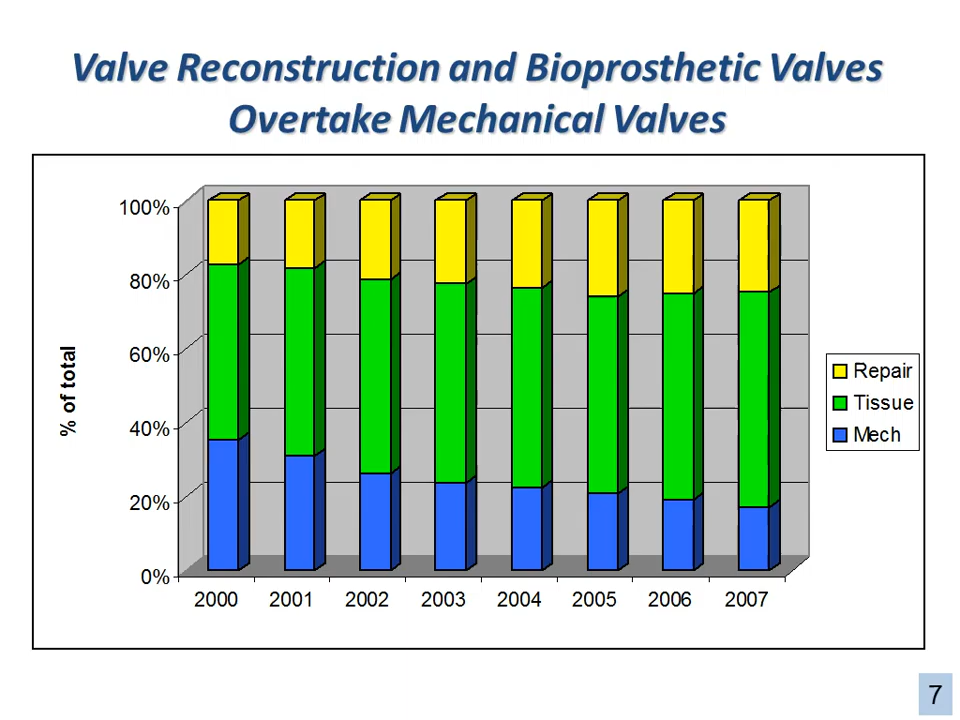 Valve Reconstruction and Bioprosthetic Valves
Overtake Mechanical Valves
100%
80%
60%
40%
20%
0%
% of total
2000 2001 2002 2003 2004 2005 2006 2007
Repair
Tissue
Mech
7